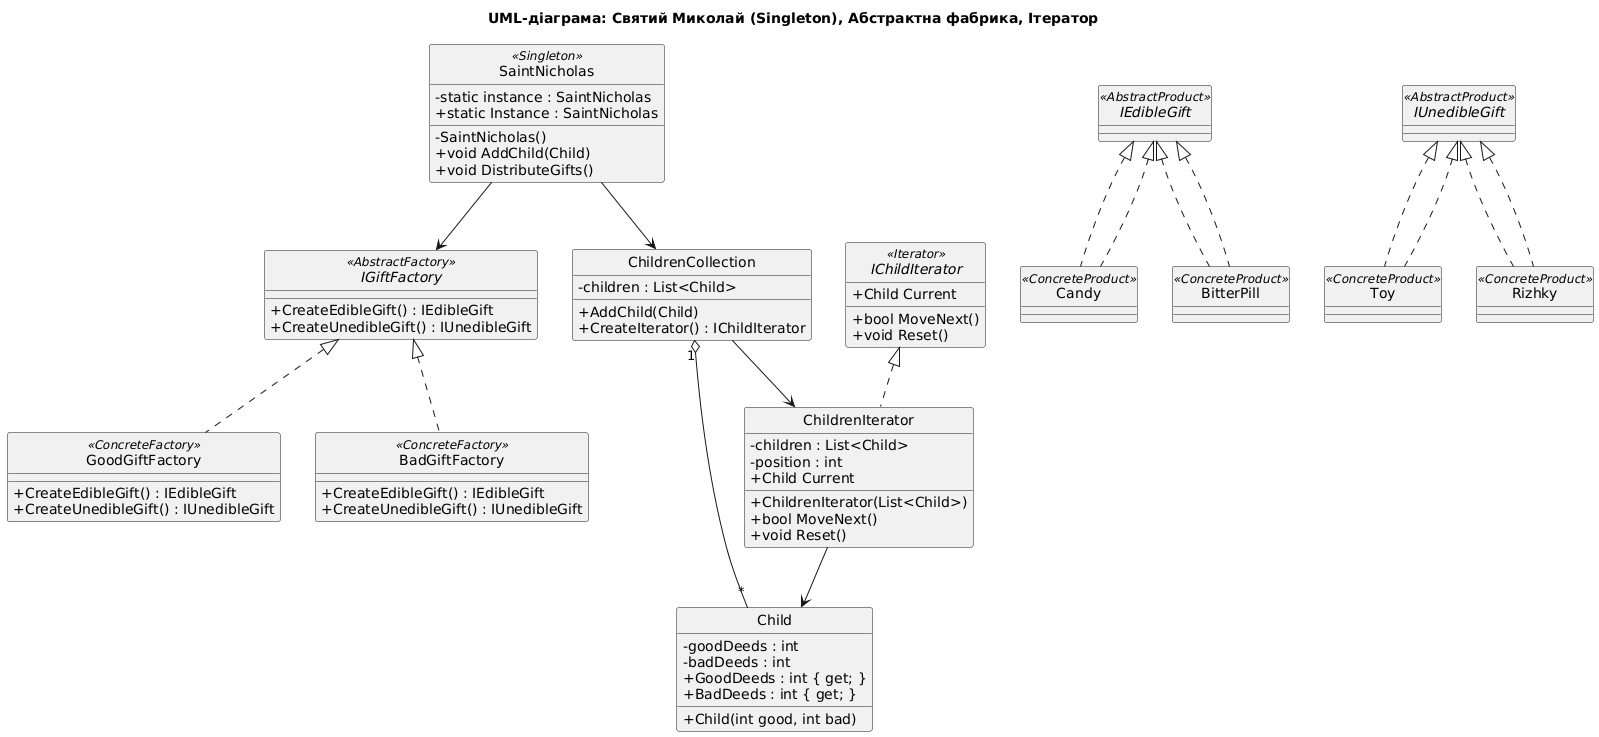 UML-діаграма: Святий Миколай (Singleton), Абстрактна фабрика, Ітератор
«Singleton»
SaintNicholas
-static instance : SaintNicholas
+static Instance : SaintNicholas
-SaintNicholas()
+void AddChild(Child)
+void DistributeGifts()
«AbstractProduct»
IEdibleGift
«AbstractProduct»
IUnedibleGift
«AbstractFactory»
IGiftFactory
+CreateEdibleGift() : IEdibleGift
+CreateUnedibleGift() : IUnedibleGift
ChildrenCollection
-children : List<Child>
+AddChild(Child)
+CreateIterator() : IChildIterator
«Iterator»
IChildIterator
+Child Current
+bool MoveNext()
+void Reset()
«ConcreteProduct»
Candy
«ConcreteProduct»
BitterPill
«ConcreteProduct»
Toy
«ConcreteProduct»
Rizhky
1
«ConcreteFactory»
GoodGiftFactory
+CreateEdibleGift() : IEdibleGift
+CreateUnedibleGift() : IUnedibleGift
«ConcreteFactory»
BadGiftFactory
+CreateEdibleGift() : IEdibleGift
+CreateUnedibleGift() : IUnedibleGift
ChildrenIterator
-children : List<Child>
-position : int
+Child Current
+ChildrenIterator(List<Child>)
+bool MoveNext()
+void Reset()
*
Child
-goodDeeds : int
-badDeeds : int
+GoodDeeds : int { get; }
+BadDeeds : int { get; }
+Child(int good, int bad)